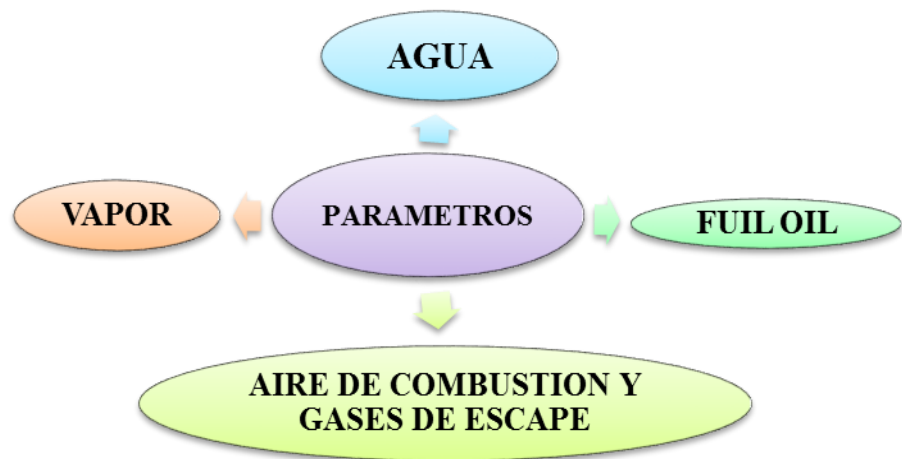 AGUA
VAPOR
PARAMETROS
FUIL OIL
AIRE DE COMBUSTION Y
GASES DE ESCAPE